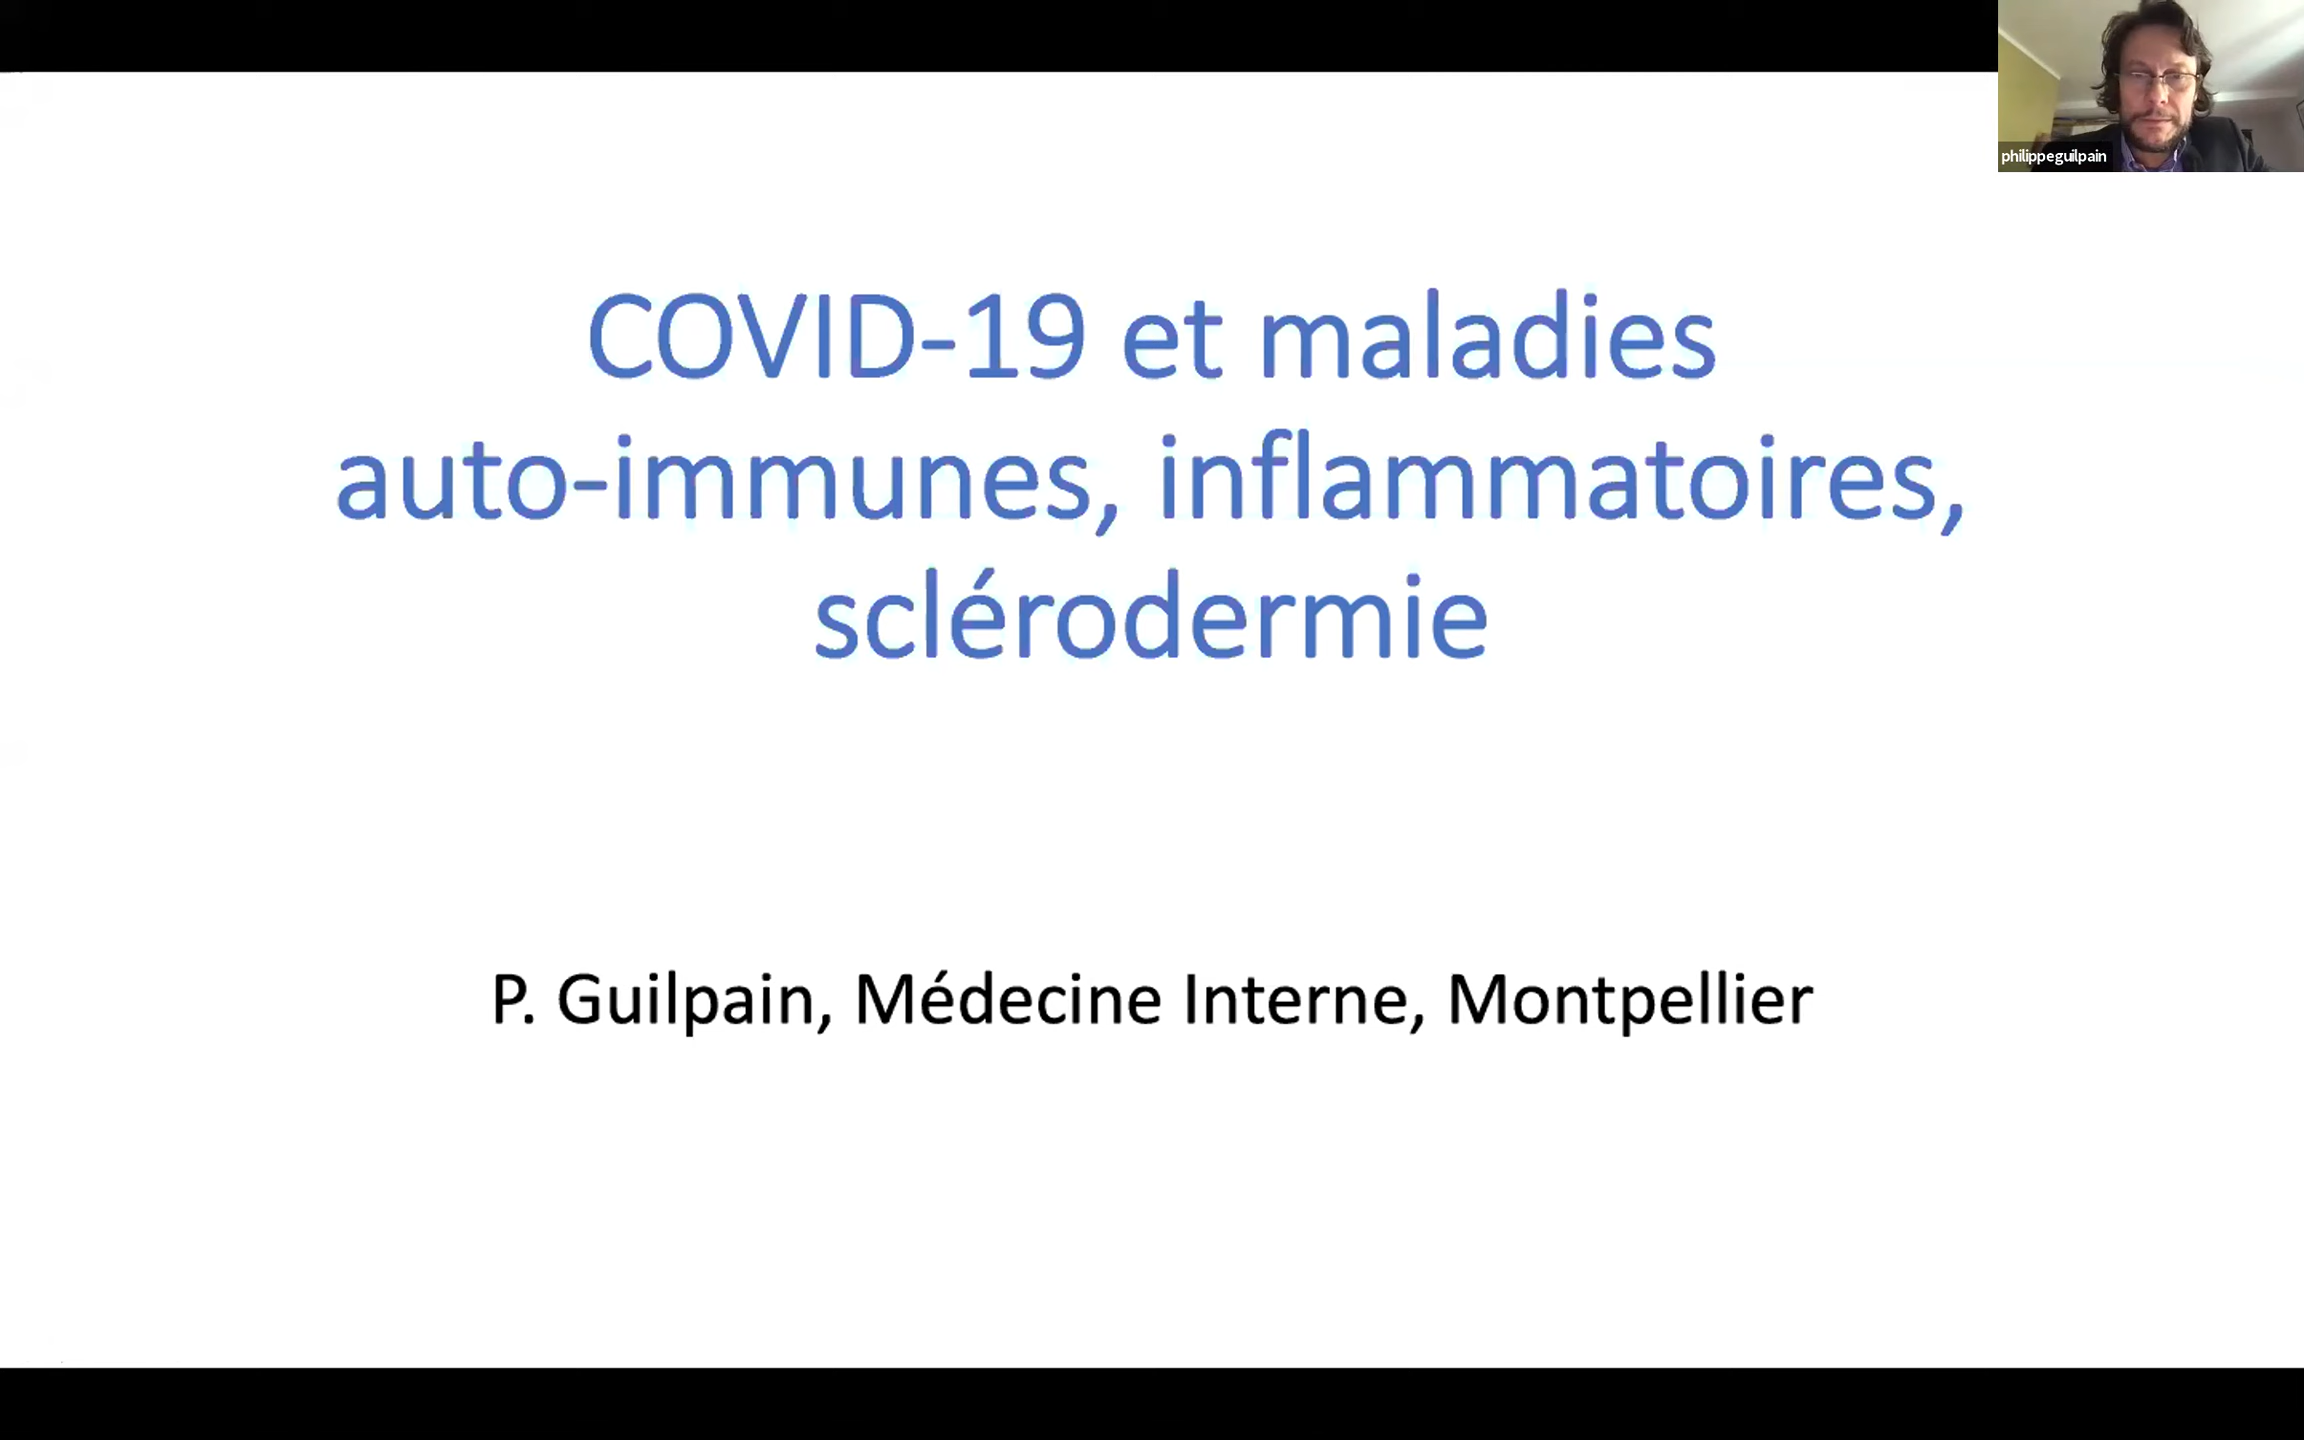 philippeguilpain
COVID-19 et maladies
auto-immunes, inflammatoires,
sclérodermie
P. Guilpain, Médecine Interne, Montpellier